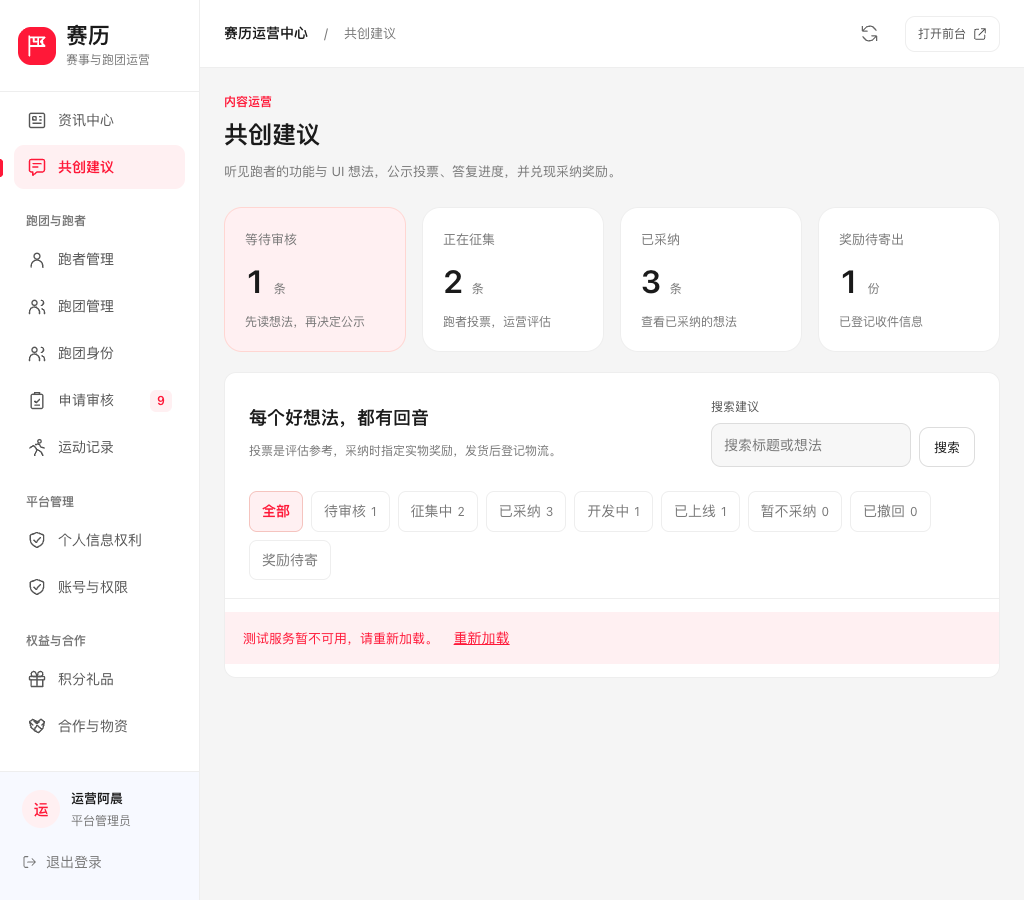 赛历
赛事与跑团运营
资讯中心
共创建议
跑团与跑者
跑者管理
跑团管理
跑团身份
申请审核 9
运动记录
平台管理
个人信息权利
账号与权限
权益与合作
积分礼品
合作与物资
运 运营阿晨
平台管理员
退出登录
赛历运营中心 / 共创建议
打开前台
内容运营
共创建议
听见跑者的功能与 UI 想法，公示投票、答复进度，并兑现采纳奖励。
等待审核
1 条
先读想法，再决定公示
正在征集
2 条
跑者投票，运营评估
已采纳
3 条
查看已采纳的想法
奖励待寄出
1 份
已登记收件信息
每个好想法，都有回音
投票是评估参考，采纳时指定实物奖励，发货后登记物流。
搜索建议
搜索标题或想法
搜索
全部 待审核 1 征集中 2 已采纳 3 开发中 1 已上线 1 暂不采纳 0 已撤回 0
奖励待寄
测试服务暂不可用，请重新加载。 重新加载